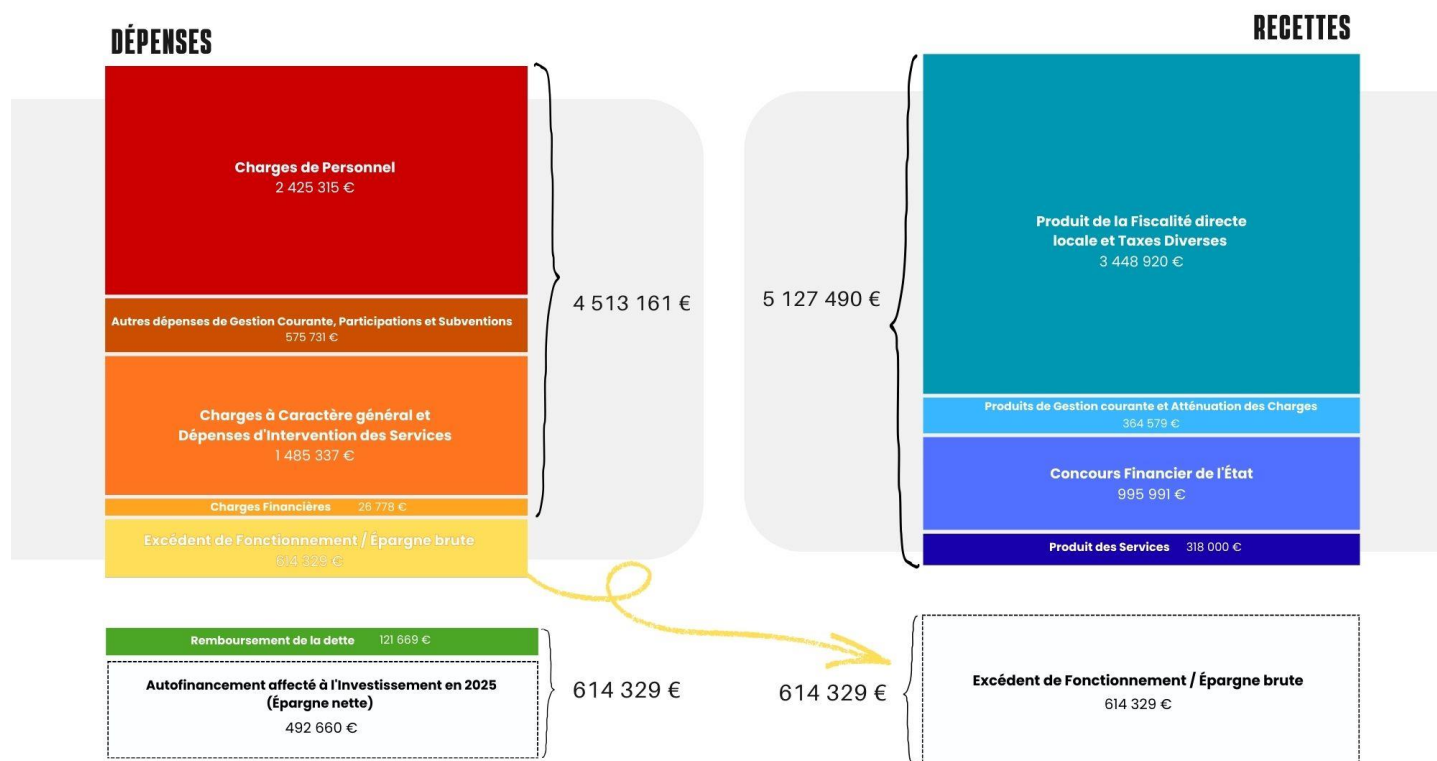 DÉPENSES
Charges de Personnel
2 425 315 €
Autres dépenses de Gestion Courante, Participations et Subventions
575 731 €
Charges à Caractère général et
Dépenses d'Intervention des Services
1 485 337 €
Charges Financières 26 778 €
Excédent de Fonctionnement / Épargne brute
614 329 €
4 513 161 €
RECETTES
5 127 490 €
Produit de la Fiscalité directe
locale et Taxes Diverses
3 448 920 €
Produits de Gestion courante et Atténuation des Charges
364 579 €
Concours Financier de l'État
995 991 €
Produit des Services 318 000 €
Remboursement de la dette 121 669 €
Autofinancement affecté à l'Investissement en 2025
(Épargne nette)
492 660 €
614 329 €
614 329 €
Excédent de Fonctionnement / Épargne brute
614 329 €